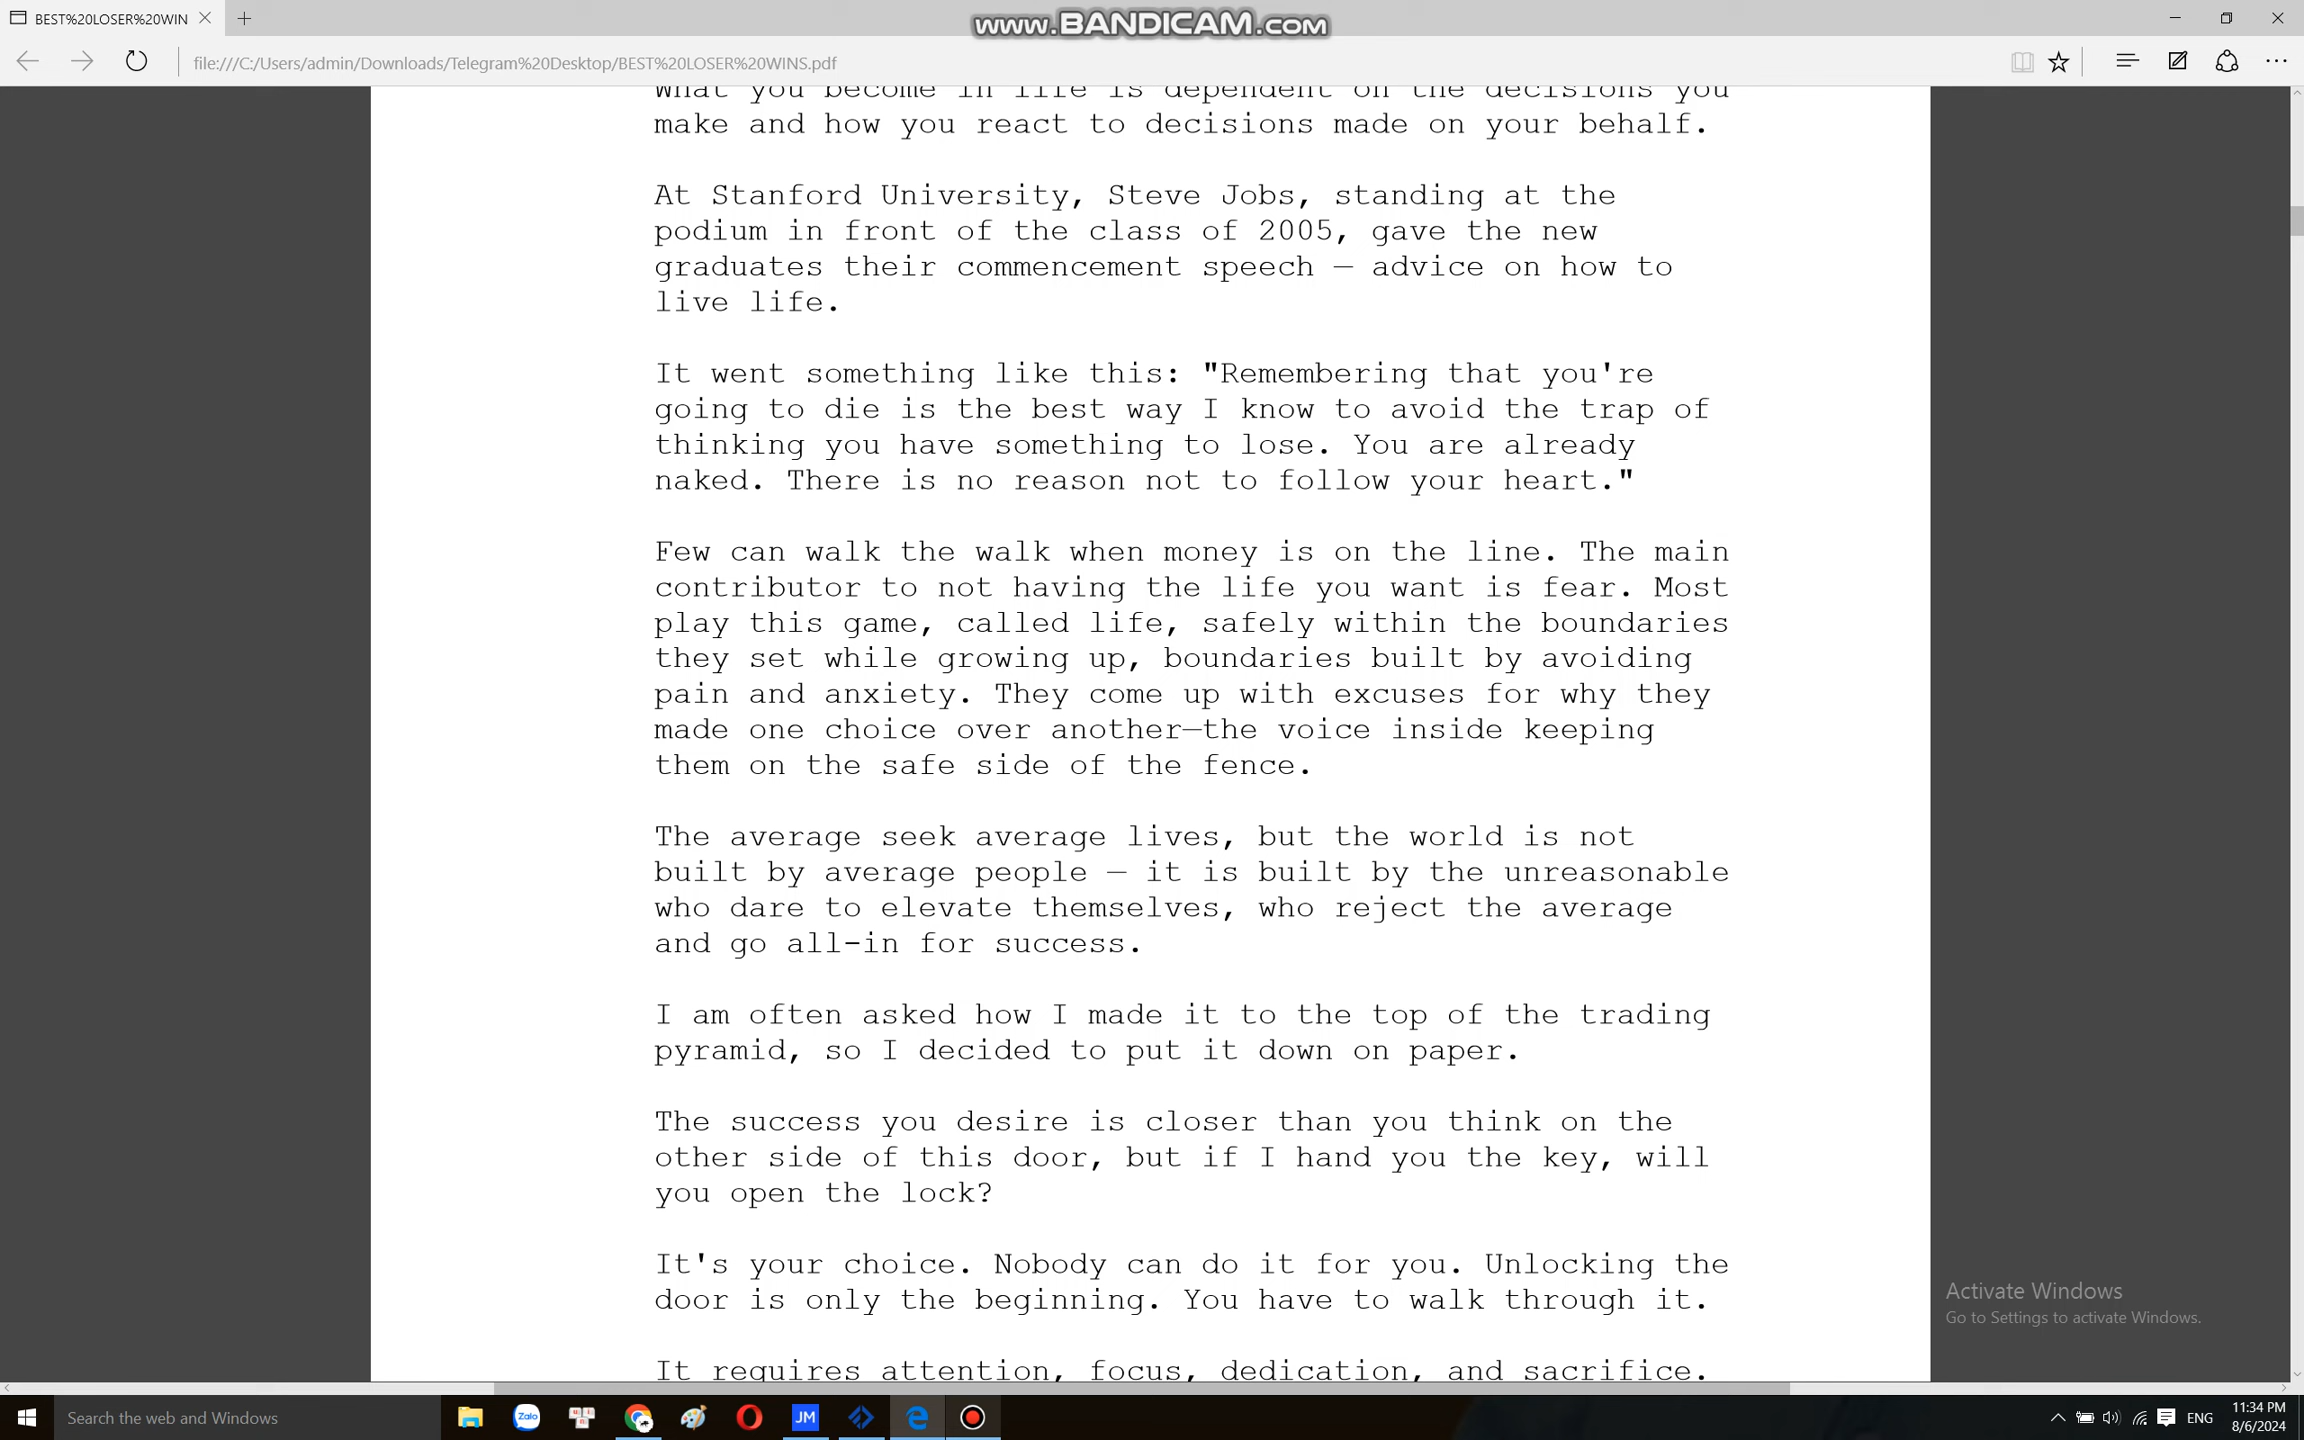 BEST%20LOSER%20WIN
www.BANDICAM.com
file:///C:/Users/admin/Downloads/Telegram%20Desktop/BEST%20LOSER%20WINS.pdf
What you become in life is dependent on the decisions you
make and how you react to decisions made on your behalf.
At Stanford University, Steve Jobs, standing at the
podium in front of the class of 2005, gave the new
graduates their commencement speech — advice on how to
live life.
It went something like this: "Remembering that you're
going to die is the best way I know to avoid the trap of
thinking you have something to lose. You are already
naked. There is no reason not to follow your heart."
Few can walk the walk when money is on the line. The main
contributor to not having the life you want is fear. Most
play this game, called life, safely within the boundaries
they set while growing up, boundaries built by avoiding
pain and anxiety. They come up with excuses for why they
made one choice over another—the voice inside keeping
them on the safe side of the fence.
The average seek average lives, but the world is not
built by average people — it is built by the unreasonable
who dare to elevate themselves, who reject the average
and go all-in for success.
I am often asked how I made it to the top of the trading
pyramid, so I decided to put it down on paper.
The success you desire is closer than you think on the
other side of this door, but if I hand you the key, will
you open the lock?
It's your choice. Nobody can do it for you. Unlocking the
door is only the beginning. You have to walk through it.
It requires attention, focus, dedication, and sacrifice.
Activate Windows
Go to Settings to activate Windows.
Search the web and Windows
Zalo
JM
ENG
11:34 PM
8/6/2024